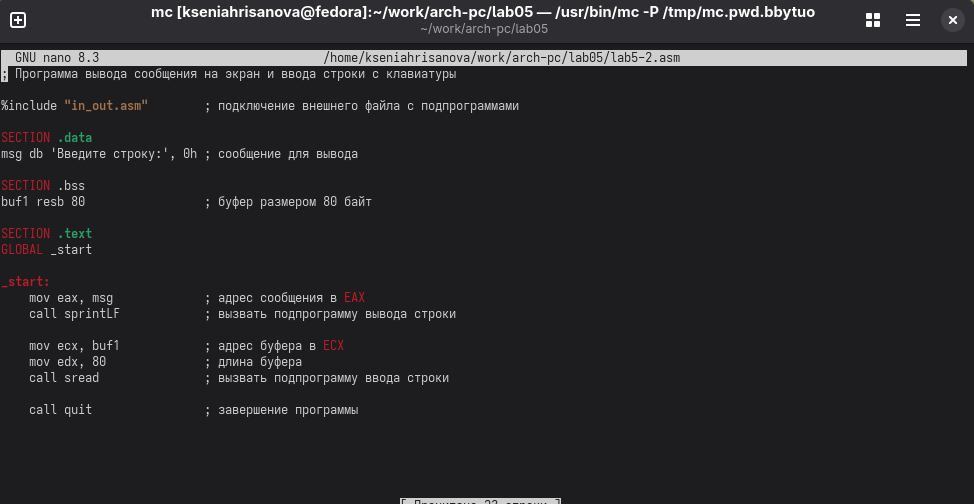 mc [kseniahrisanova@fedora]:~/work/arch-pc/lab05 — /usr/bin/mc -P /tmp/mc.pwd.bbytuo
~/work/arch-pc/lab05
GNU nano 8.3 /home/kseniahrisanova/work/arch-pc/lab05/lab5-2.asm
; Программа вывода сообщения на экран и ввода строки с клавиатуры
%include "in_out.asm" ; подключение внешнего файла с подпрограммами
SECTION .data
msg db 'Введите строку:', 0h ; сообщение для вывода
SECTION .bss
buf1 resb 80 ; буфер размером 80 байт
SECTION .text
GLOBAL _start
_start:
mov eax, msg ; адрес сообщения в EAX
call sprintLF ; вызвать подпрограмму вывода строки
mov ecx, buf1 ; адрес буфера в ECX
mov edx, 80 ; длина буфера
call sread ; вызвать подпрограмму ввода строки
call quit ; завершение программы